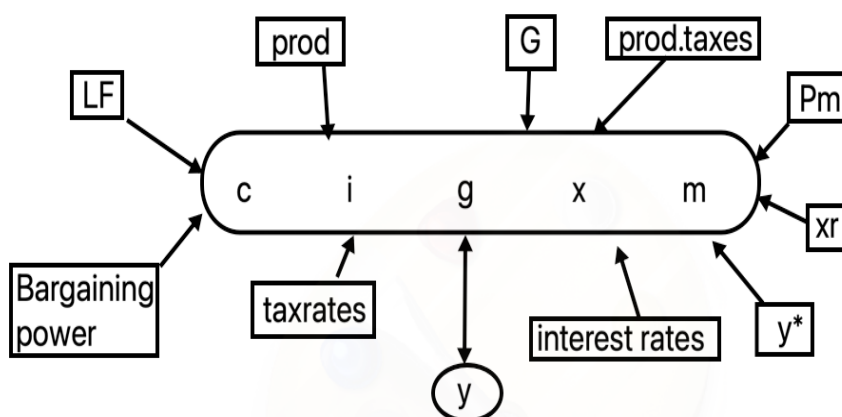 prod
G
prod.taxes
LF
Pm
c i g x m
xr
Bargaining
power
taxrates
interest rates
y*
y